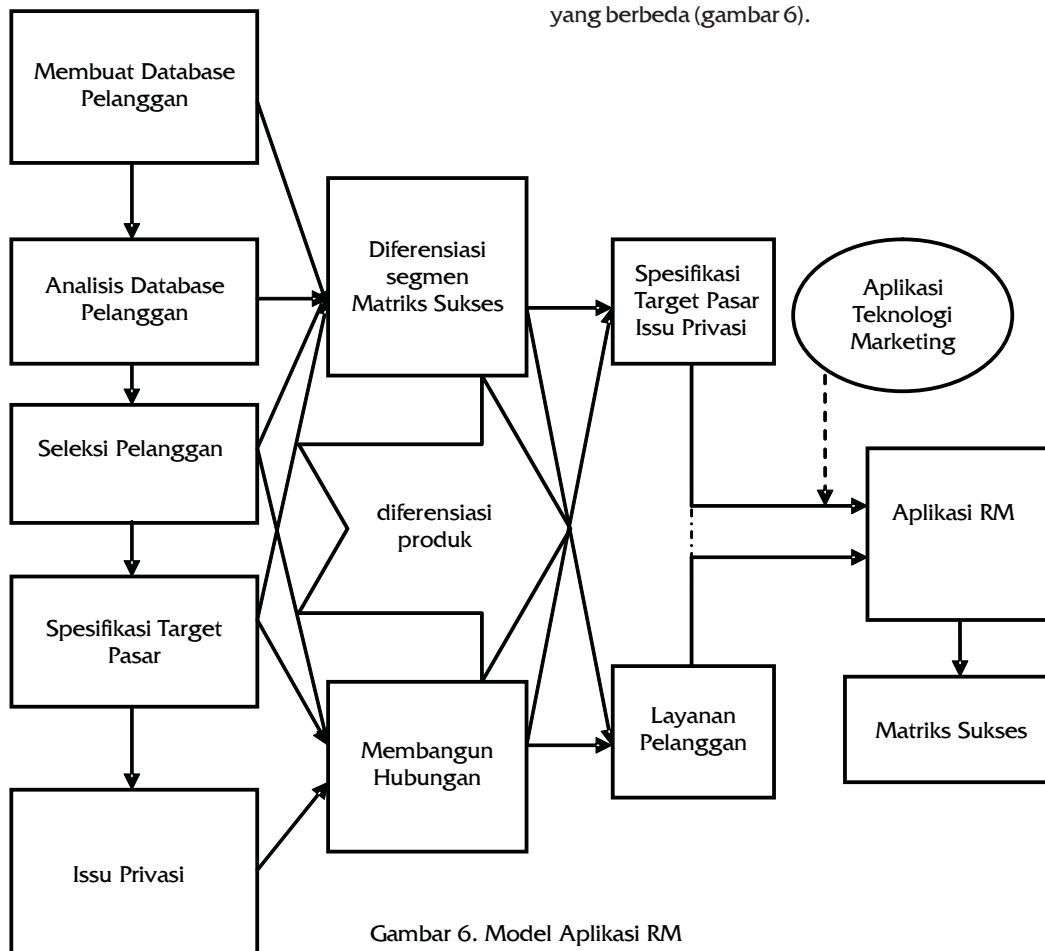 yang berbeda (gambar 6).
Membuat Database
Pelanggan
Analisis Database
Pelanggan
Seleksi Pelanggan
Spesifikasi Target
Pasar
Issu Privasi
Diferensiasi
segmen
Matriks Sukses
diferensiasi
produk
Membangun
Hubungan
Spesifikasi
Target Pasar
Issu Privasi
Layanan
Pelanggan
Aplikasi
Teknologi
Marketing
Aplikasi RM
Matriks Sukses
Gambar 6. Model Aplikasi RM